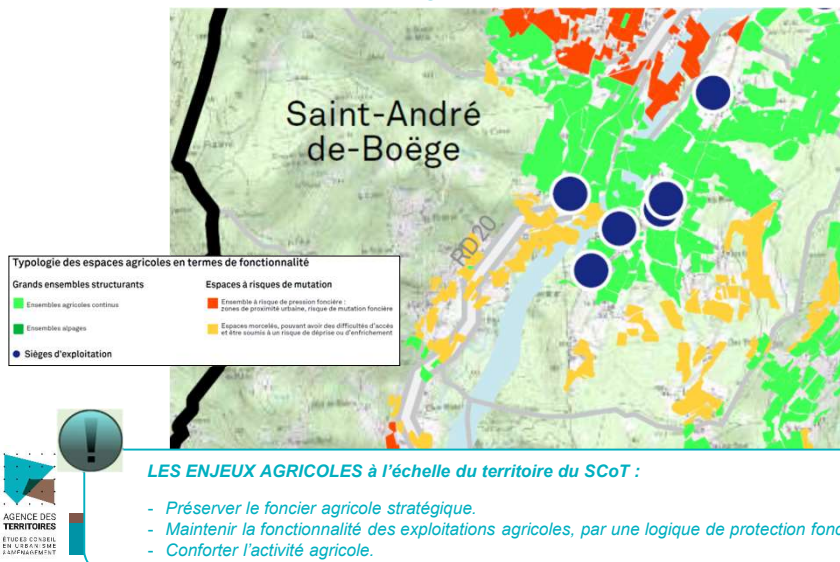 Saint-André
de-Boëge
RD20
Typologie des espaces agricoles en termes de fonctionnalité
Grands ensembles structurants
Ensembles agricoles continus
Ensembles alpages
Sièges d'exploitation
Espaces à risques de mutation
Ensemble à risque de pression foncière :
zones de proximité urbaine, risque de mutation foncière
Espaces morcelés, pouvant avoir des difficultés d'accès
et être soumis à un risque de déprise ou d'enfrichement
LES ENJEUX AGRICOLES à l'échelle du territoire du SCoT :
- Préserver le foncier agricole stratégique.
- Maintenir la fonctionnalité des exploitations agricoles, par une logique de protection
- Conforter l'activité agricole.
AGENCE DES
TERRITOIRES
ÉTUDES CONSEIL
EN URBANISME
& AMÉNAGEMENT